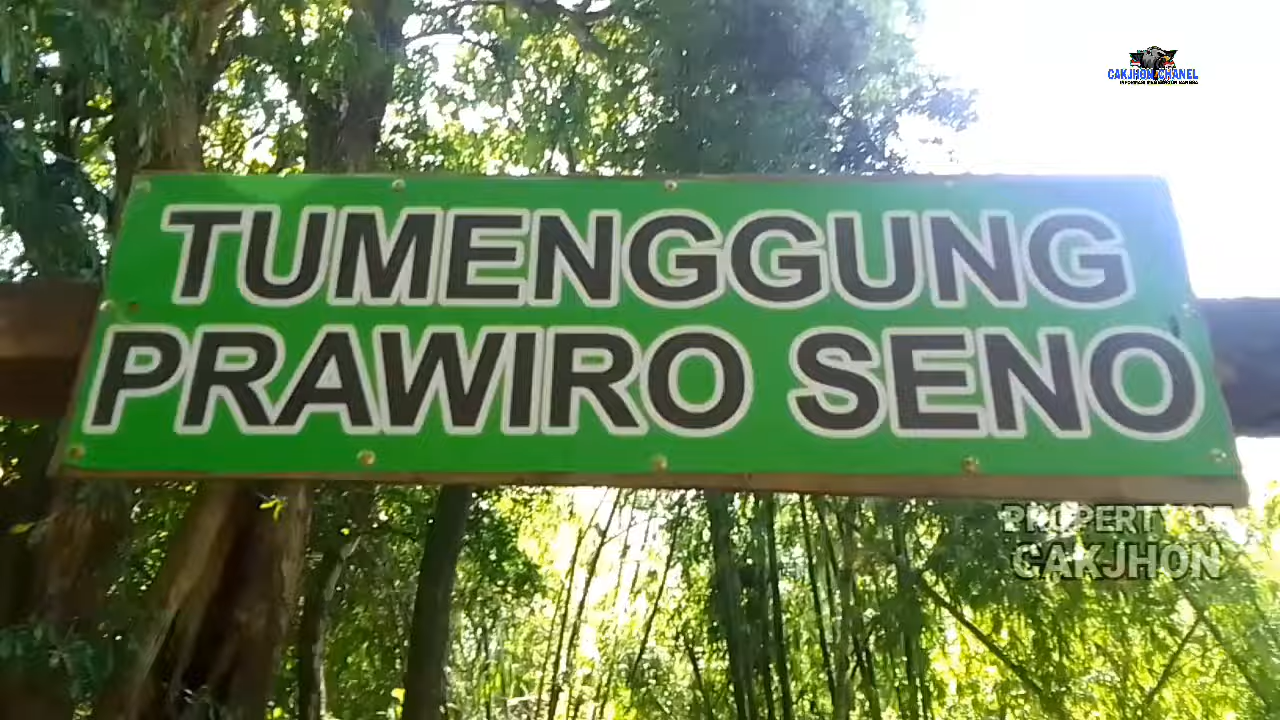 CAKJHON CHANEL
TUMENGGUNG
PRAWIRO SENO
PROPERTY OF
CAKJHON